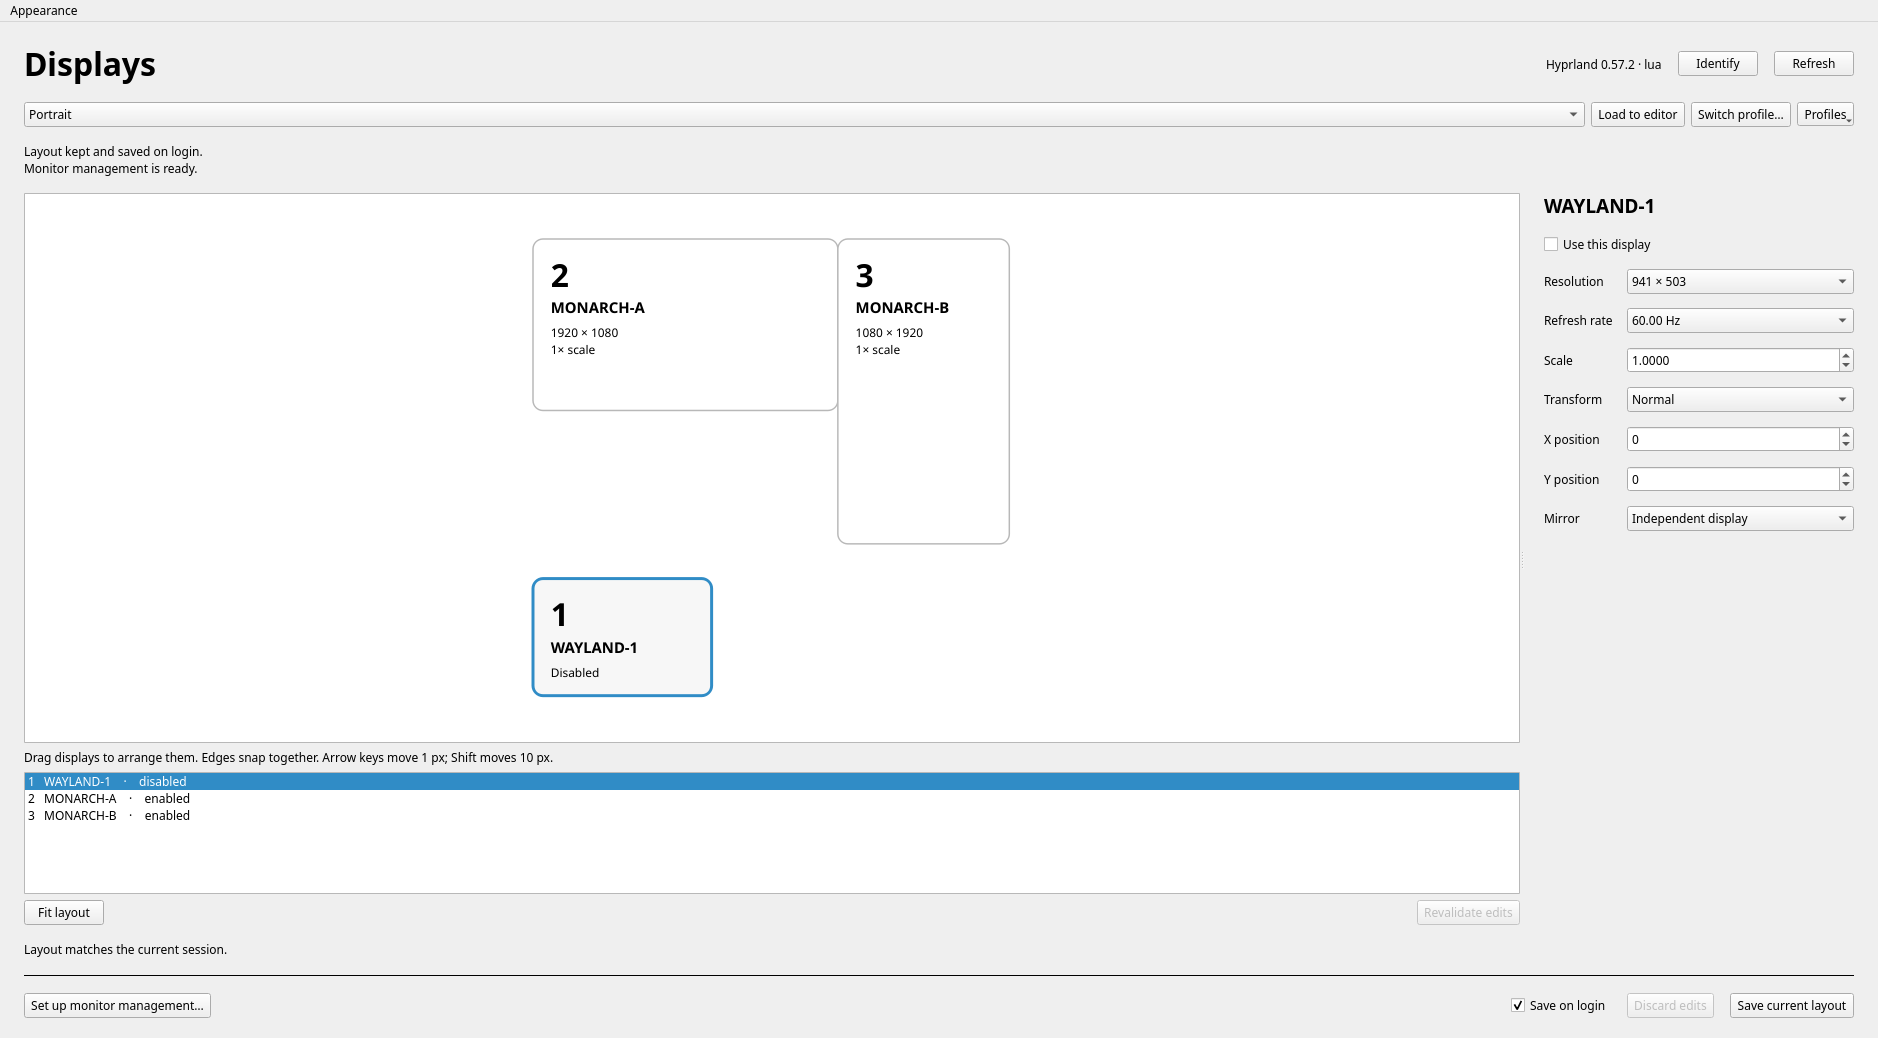 Appearance
Displays
Hyprland 0.57.2 · lua
Identify
Refresh
Portrait
Load to editor
Switch profile...
Profiles
Layout kept and saved on login.
Monitor management is ready.
2
MONARCH-A
1920 × 1080
1× scale
3
MONARCH-B
1080 × 1920
1× scale
1
WAYLAND-1
Disabled
WAYLAND-1
Use this display
Resolution 941 × 503
Refresh rate 60.00 Hz
Scale 1.0000
Transform Normal
X position 0
Y position 0
Mirror Independent display
Drag displays to arrange them. Edges snap together. Arrow keys move 1 px; Shift moves 10 px.
1 WAYLAND-1 · disabled
2 MONARCH-A · enabled
3 MONARCH-B · enabled
Fit layout
Revalidate edits
Layout matches the current session.
Set up monitor management...
Save on login
Discard edits
Save current layout